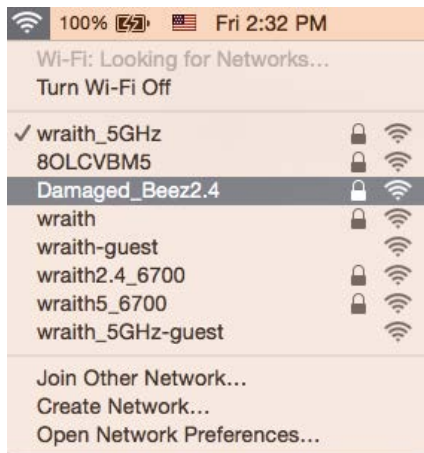 100% Fri 2:32 PM
Wi-Fi: Looking for Networks...
Turn Wi-Fi Off
wraith_5GHz
8OLCVBM5
Damaged_Beez2.4
wraith
wraith-guest
wraith2.4_6700
wraith5_6700
wraith_5GHz-guest
Join Other Network...
Create Network...
Open Network Preferences...